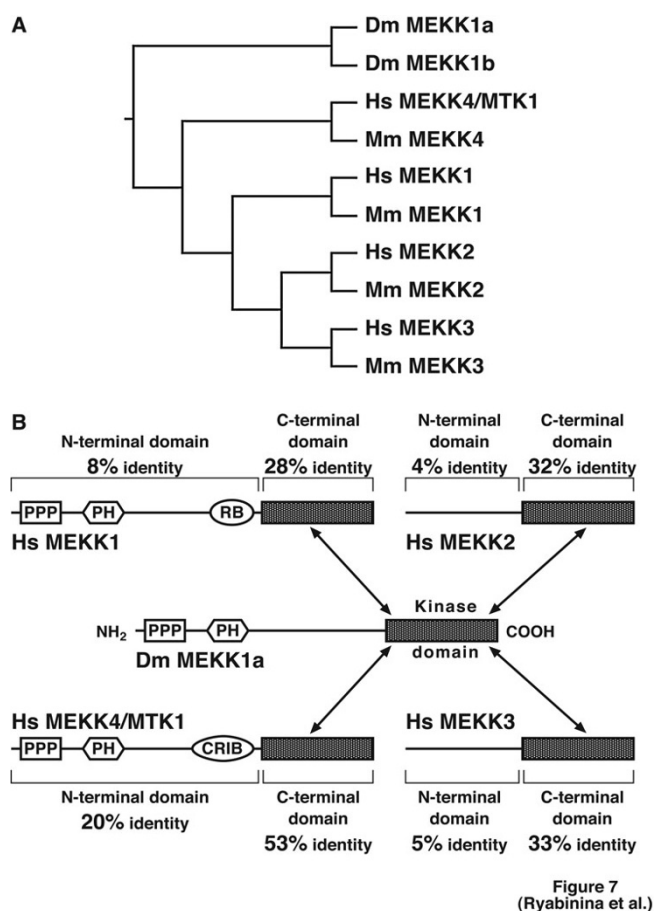 A
Dm MEKK1a
Dm MEKK1b
Hs MEKK4/MTK1
Mm MEKK4
Hs MEKK1
Mm MEKK1
Hs MEKK2
Mm MEKK2
Hs MEKK3
Mm MEKK3
B
N-terminal domain
8% identity
C-terminal
domain
28% identity
N-terminal
domain
4% identity
C-terminal
domain
32% identity
PPP PH RB
Hs MEKK1
Hs MEKK2
Kinase
NH2 PPP PH COOH
domain
Dm MEKK1a
Hs MEKK4/MTK1
Hs MEKK3
PPP PH CRIB
N-terminal domain
20% identity
C-terminal
domain
53% identity
N-terminal
domain
5% identity
C-terminal
domain
33% identity
Figure 7
(Ryabinina et al.)